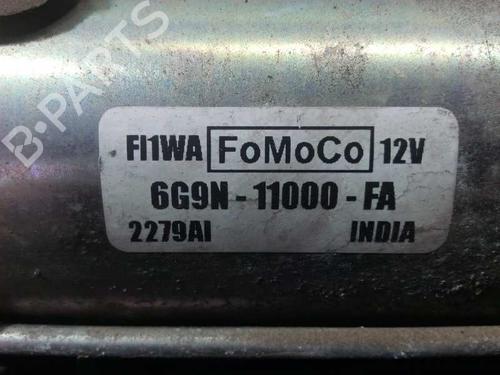 FI1WA FoMoCo 12V
6G9N - 11000 - FA
2279AI INDIA
B-PARTS